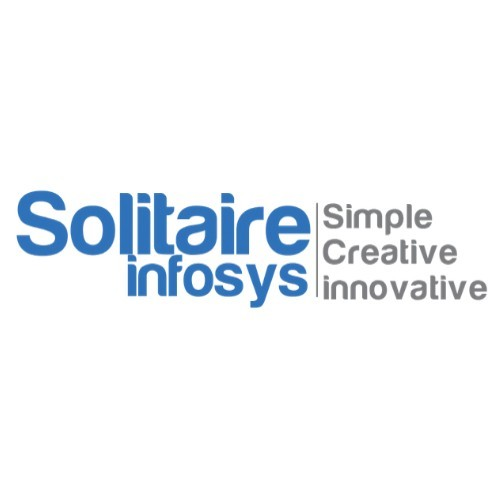 Solitaire
infosys
Simple
Creative
innovative